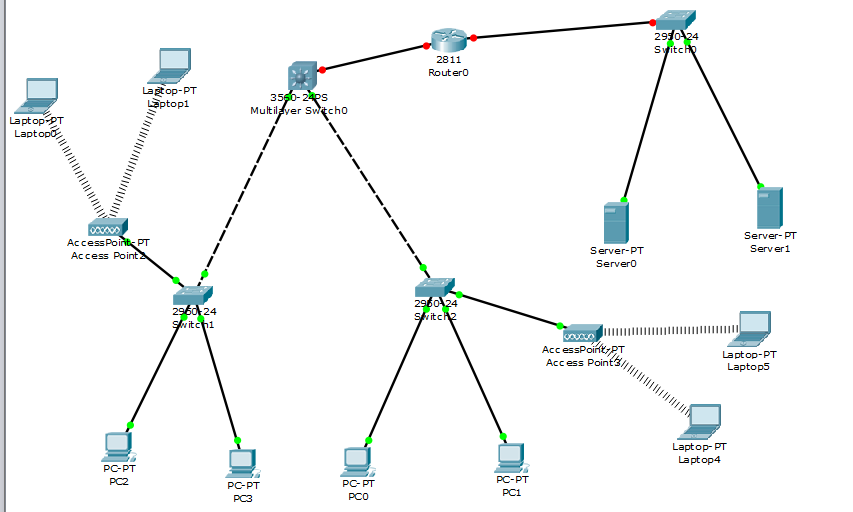 2950-24
Switch0
2811
Router0
Laptop-PT
Laptop1
3560-24PS
Multilayer Switch0
Laptop-PT
Laptop0
AccessPoint-PT
Access Point2
Server-PT
Server0
Server-PT
Server1
2950-24
Switch1
2950-24
Switch2
AccessPoint-PT
Access Point3
Laptop-PT
Laptop5
Laptop-PT
Laptop4
PC-PT
PC2
PC-PT
PC3
PC-PT
PC0
PC-PT
PC1